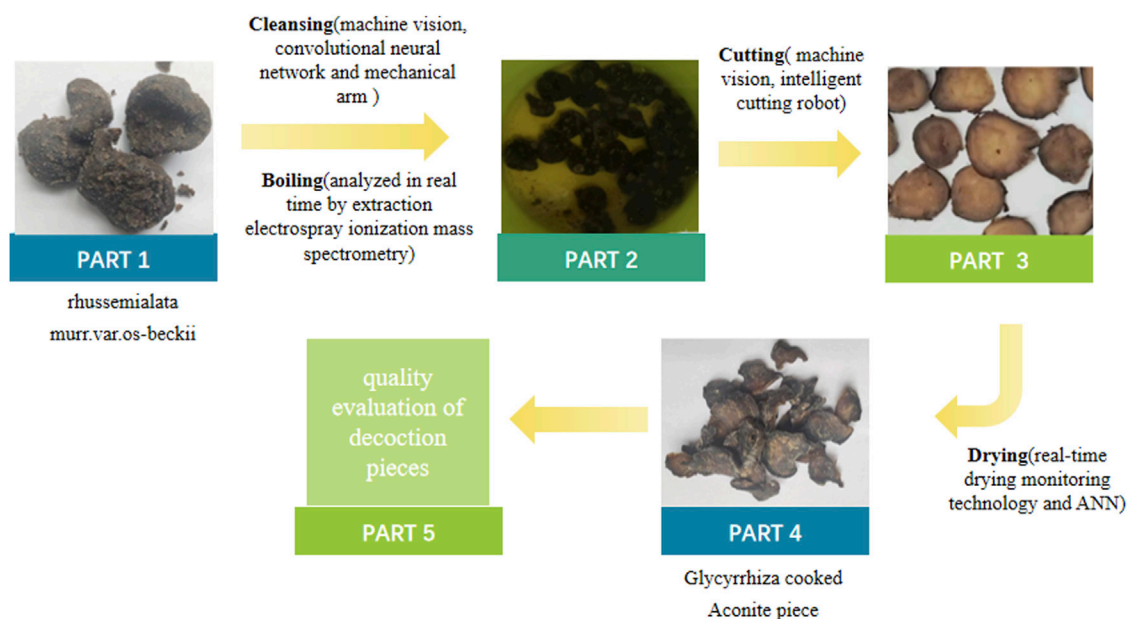 Cleansing(machine vision,
convolutional neural
network and mechanical
arm )
Boiling(analyzed in real
time by extraction
electrospray ionization mass
spectrometry)
Cutting( machine
vision, intelligent
cutting robot)
PART 1
rhussemialata
murr.var.os-beckii
PART 2
PART 3
Drying(real-time
drying monitoring
technology and ANN)
PART 4
Glycyrrhiza cooked
Aconite piece
quality
evaluation of
decoction
pieces
PART 5